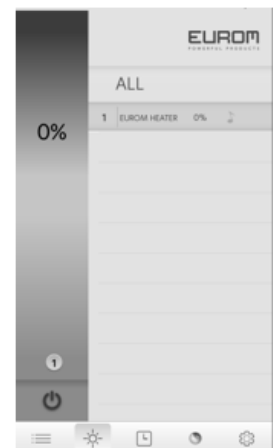 EUROM
POWERFUL PRODUCTS
ALL
0%
1 EUROM HEATER 0%
1